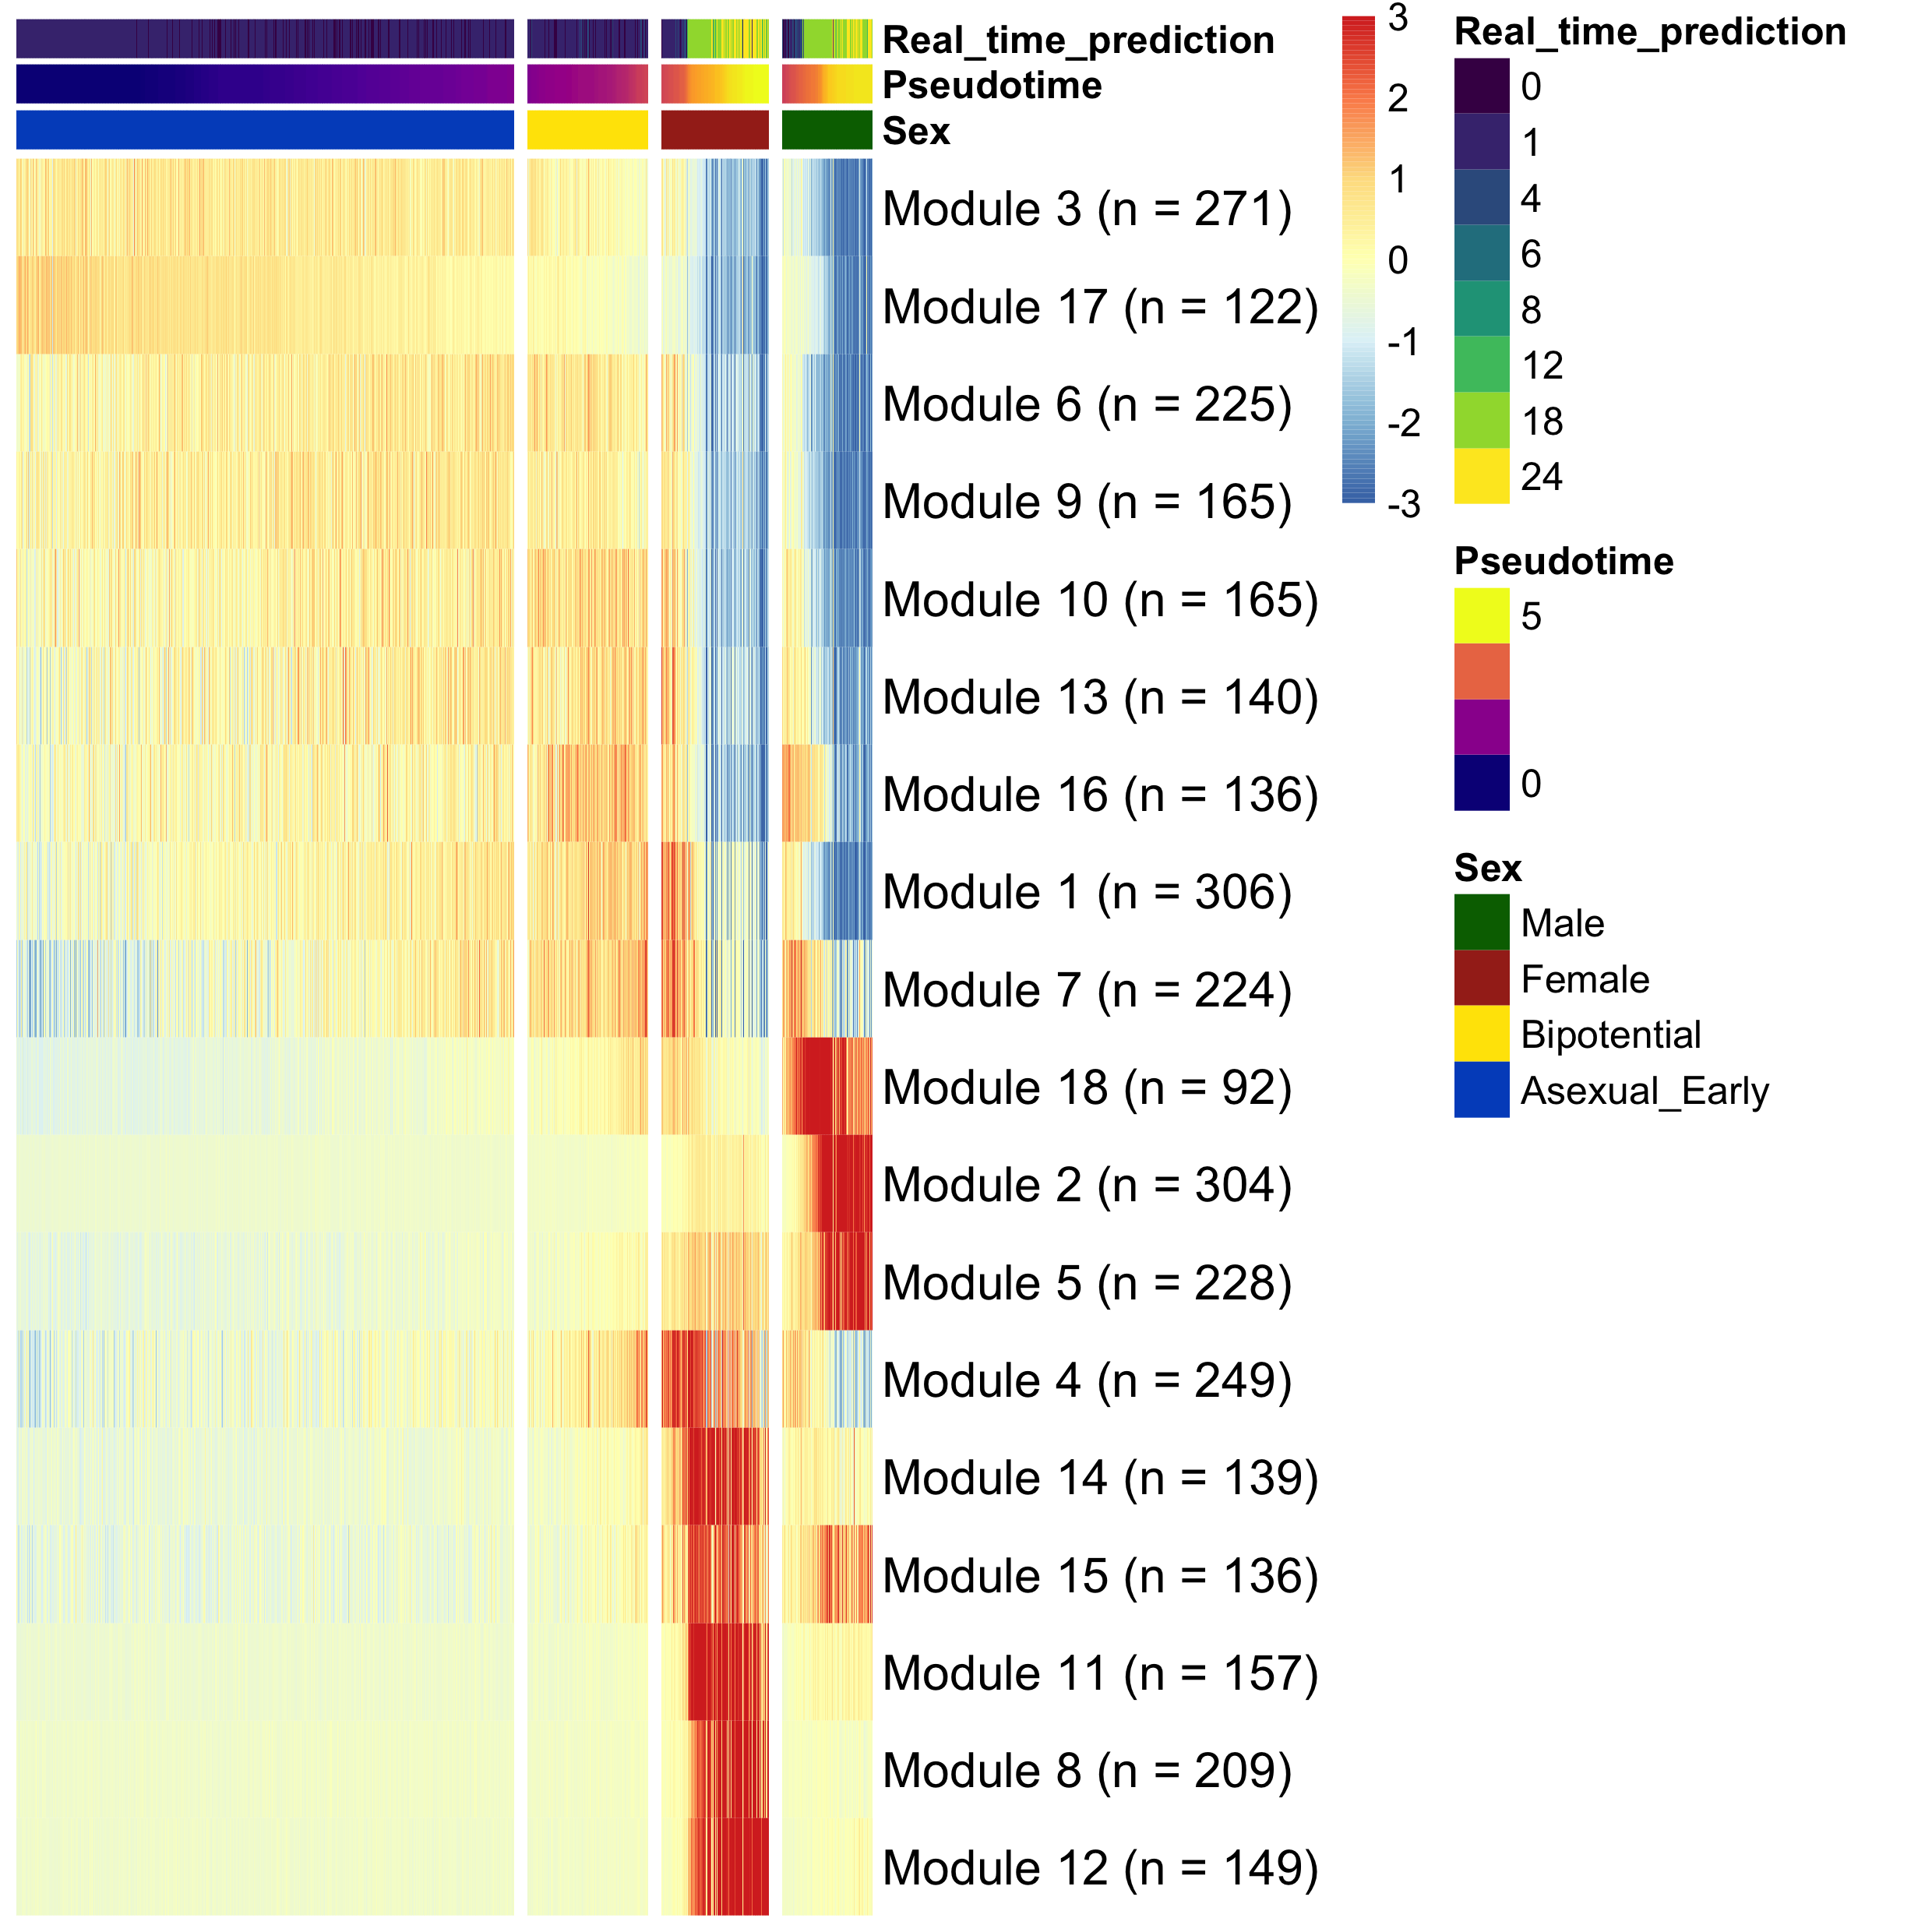 Real_time_prediction
Pseudotime
Sex
Module 3 (n = 271)
Module 17 (n = 122)
Module 6 (n = 225)
Module 9 (n = 165)
Module 10 (n = 165)
Module 13 (n = 140)
Module 16 (n = 136)
Module 1 (n = 306)
Module 7 (n = 224)
Module 18 (n = 92)
Module 2 (n = 304)
Module 5 (n = 228)
Module 4 (n = 249)
Module 14 (n = 139)
Module 15 (n = 136)
Module 11 (n = 157)
Module 8 (n = 209)
Module 12 (n = 149)
3
2
1
0
-1
-2
-3
Real_time_prediction
0
1
4
6
8
12
18
24
Pseudotime
5
0
Sex
Male
Female
Bipotential
Asexual_Early